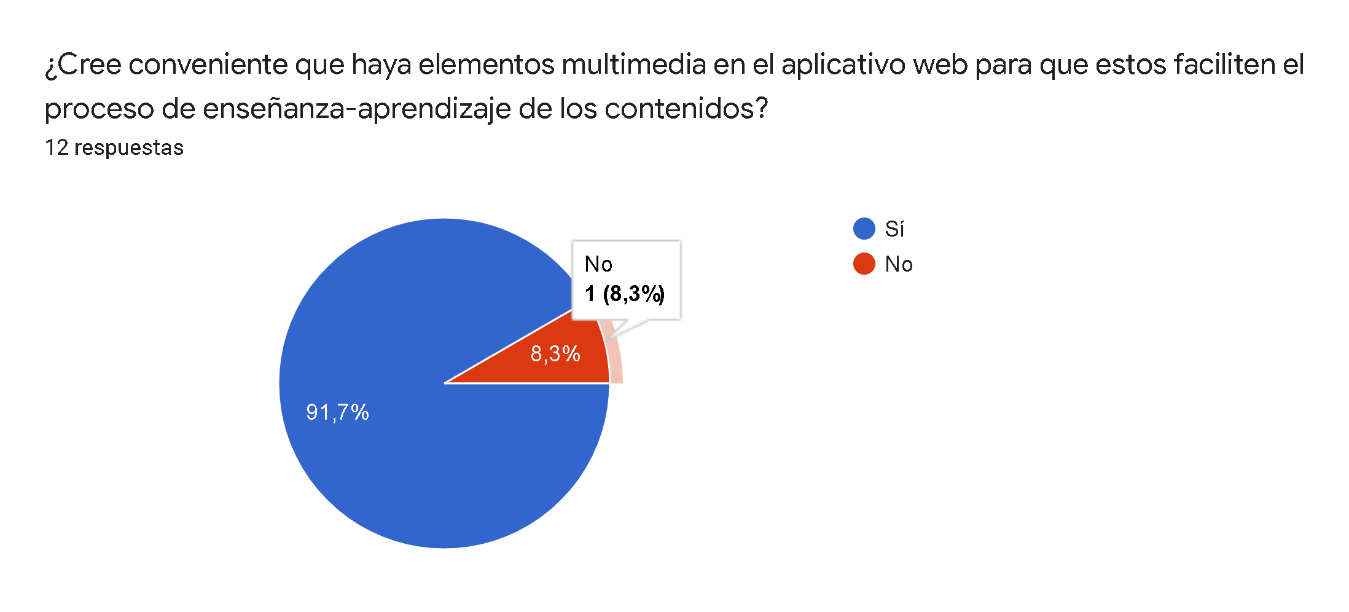 ¿Cree conveniente que haya elementos multimedia en el aplicativo web para que estos faciliten el
proceso de enseñanza-aprendizaje de los contenidos?
12 respuestas
Sí
No
No
1 (8,3%)
8,3%
91,7%